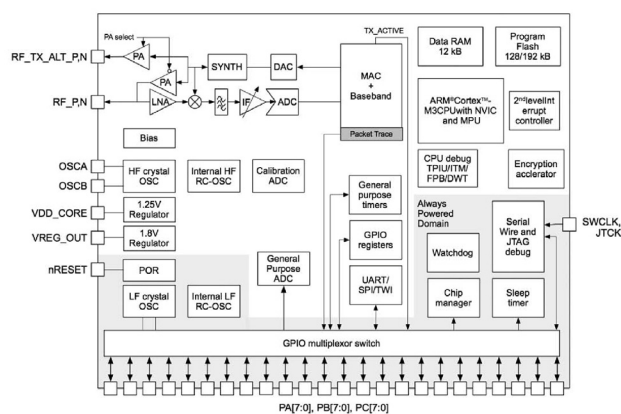 PA select
TX_ACTIVE
RF_TX_ALT_P,N
PA
SYNTH
DAC
MAC
+
Baseband
Packet Trace
Data RAM
12 kB
Program
Flash
128/192 kB
RF_P,N
PA
LNA
IF
ADC
ARM®Cortex™-
M3CPUwith NVIC
and MPU
2ndlevelInt
errupt
controller
Bias
CPU debug
TPIU/ITM/
FPB/DWT
Encryption
acclerator
OSCA
OSCB
HF crystal
OSC
Internal HF
RC-OSC
Calibration
ADC
General
purpose
timers
VDD_CORE
1.25V
Regulator
VREG_OUT
1.8V
Regulator
GPIO
registers
Always
Powered
Domain
Serial
Wire and
JTAG
debug
SWCLK,
JTCK
Watchdog
nRESET
POR
General
Purpose
ADC
UART/
SPI/TWI
LF crystal
OSC
Internal LF
RC-OSC
Chip
manager
Sleep
timer
GPIO multiplexor switch
PA[7:0], PB[7:0], PC[7:0]